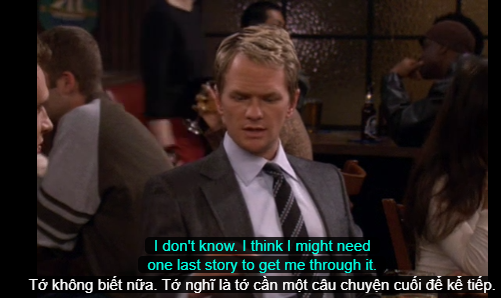 I don't know. I think I might need
one last story to get me through it.
Tớ không biết nữa. Tớ nghĩ là tớ cần một câu chuyện cuối để kể tiếp.